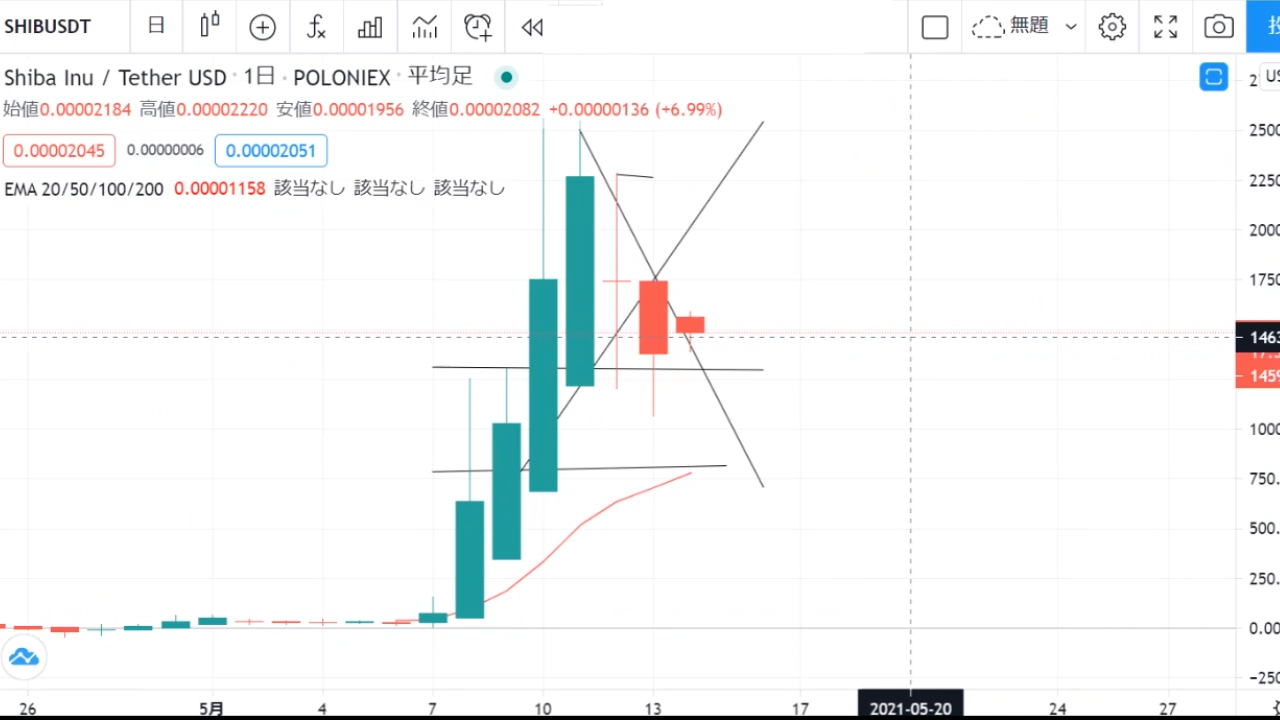 SHIBUSDT 日 無題 投
Shiba Inu / Tether USD · 1日 · POLONIEX · 平均足
始値0.00002184 高値0.00002220 安値0.00001956 終値0.00002082 +0.00000136 (+6.99%)
0.00002045 0.00000006 0.00002051
EMA 20/50/100/200 0.00001158 該当なし 該当なし 該当なし
US
2500
2250
2000
1750
1463
1459
1000
750.
500.
250.
0.00
−250
26 5月 4 7 10 13 17 2021-05-20 24 27